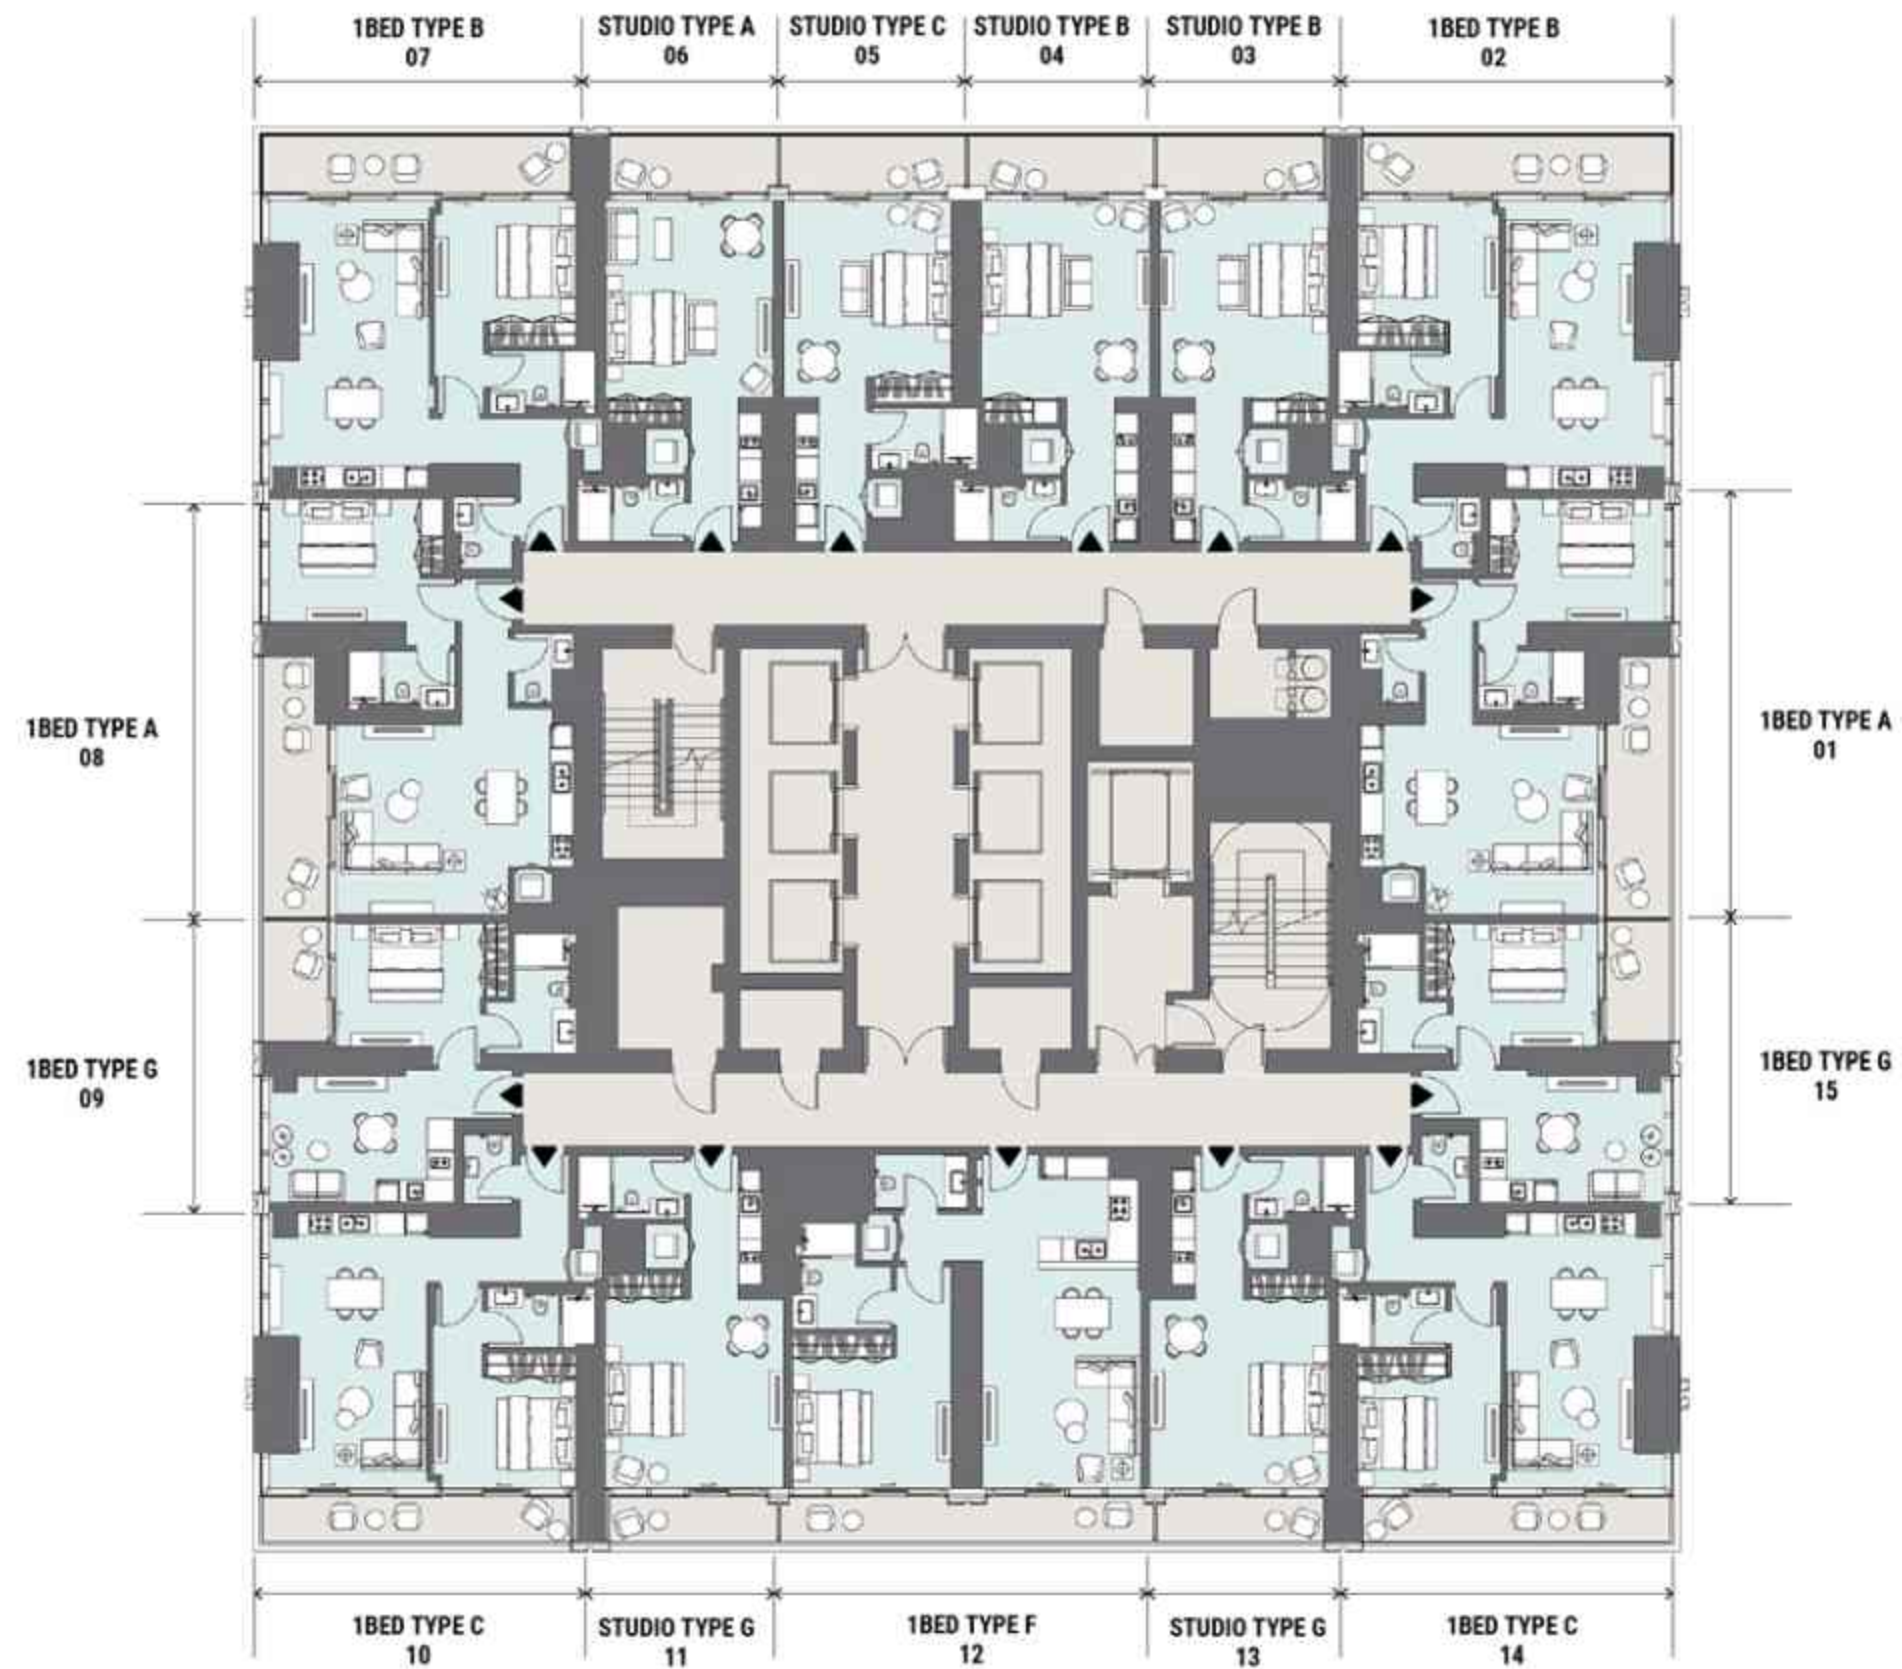 1BED TYPE B
07
STUDIO TYPE A
06
STUDIO TYPE C
05
STUDIO TYPE B
04
STUDIO TYPE B
03
1BED TYPE B
02
1BED TYPE A
08
1BED TYPE A
01
1BED TYPE G
09
1BED TYPE G
15
1BED TYPE C
10
STUDIO TYPE G
11
1BED TYPE F
12
STUDIO TYPE G
13
1BED TYPE C
14